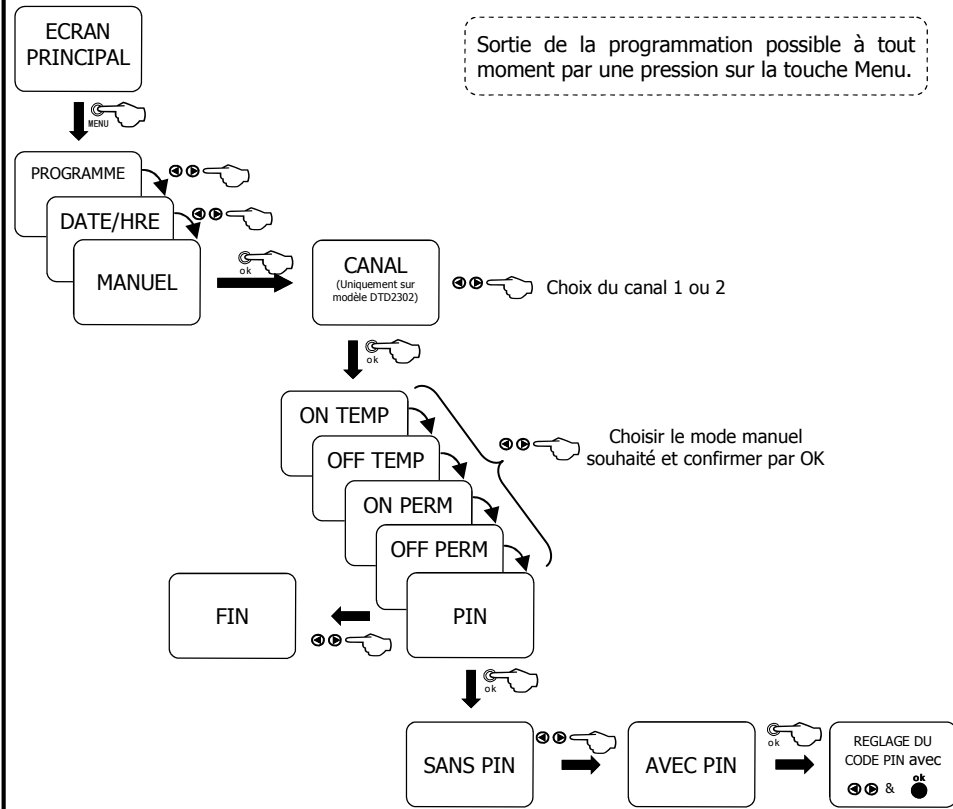 ECRAN
PRINCIPAL
Sortie de la programmation possible à tout
moment par une pression sur la touche Menu.
MENU
PROGRAMME
DATE/HRE
MANUEL
ok
CANAL
(Uniquement sur
modèle DTD2302)
Choix du canal 1 ou 2
ok
ON TEMP
OFF TEMP
ON PERM
OFF PERM
PIN
Choisir le mode manuel
souhaité et confirmer par OK
FIN
ok
SANS PIN
AVEC PIN
ok
REGLAGE DU
CODE PIN avec
& ok